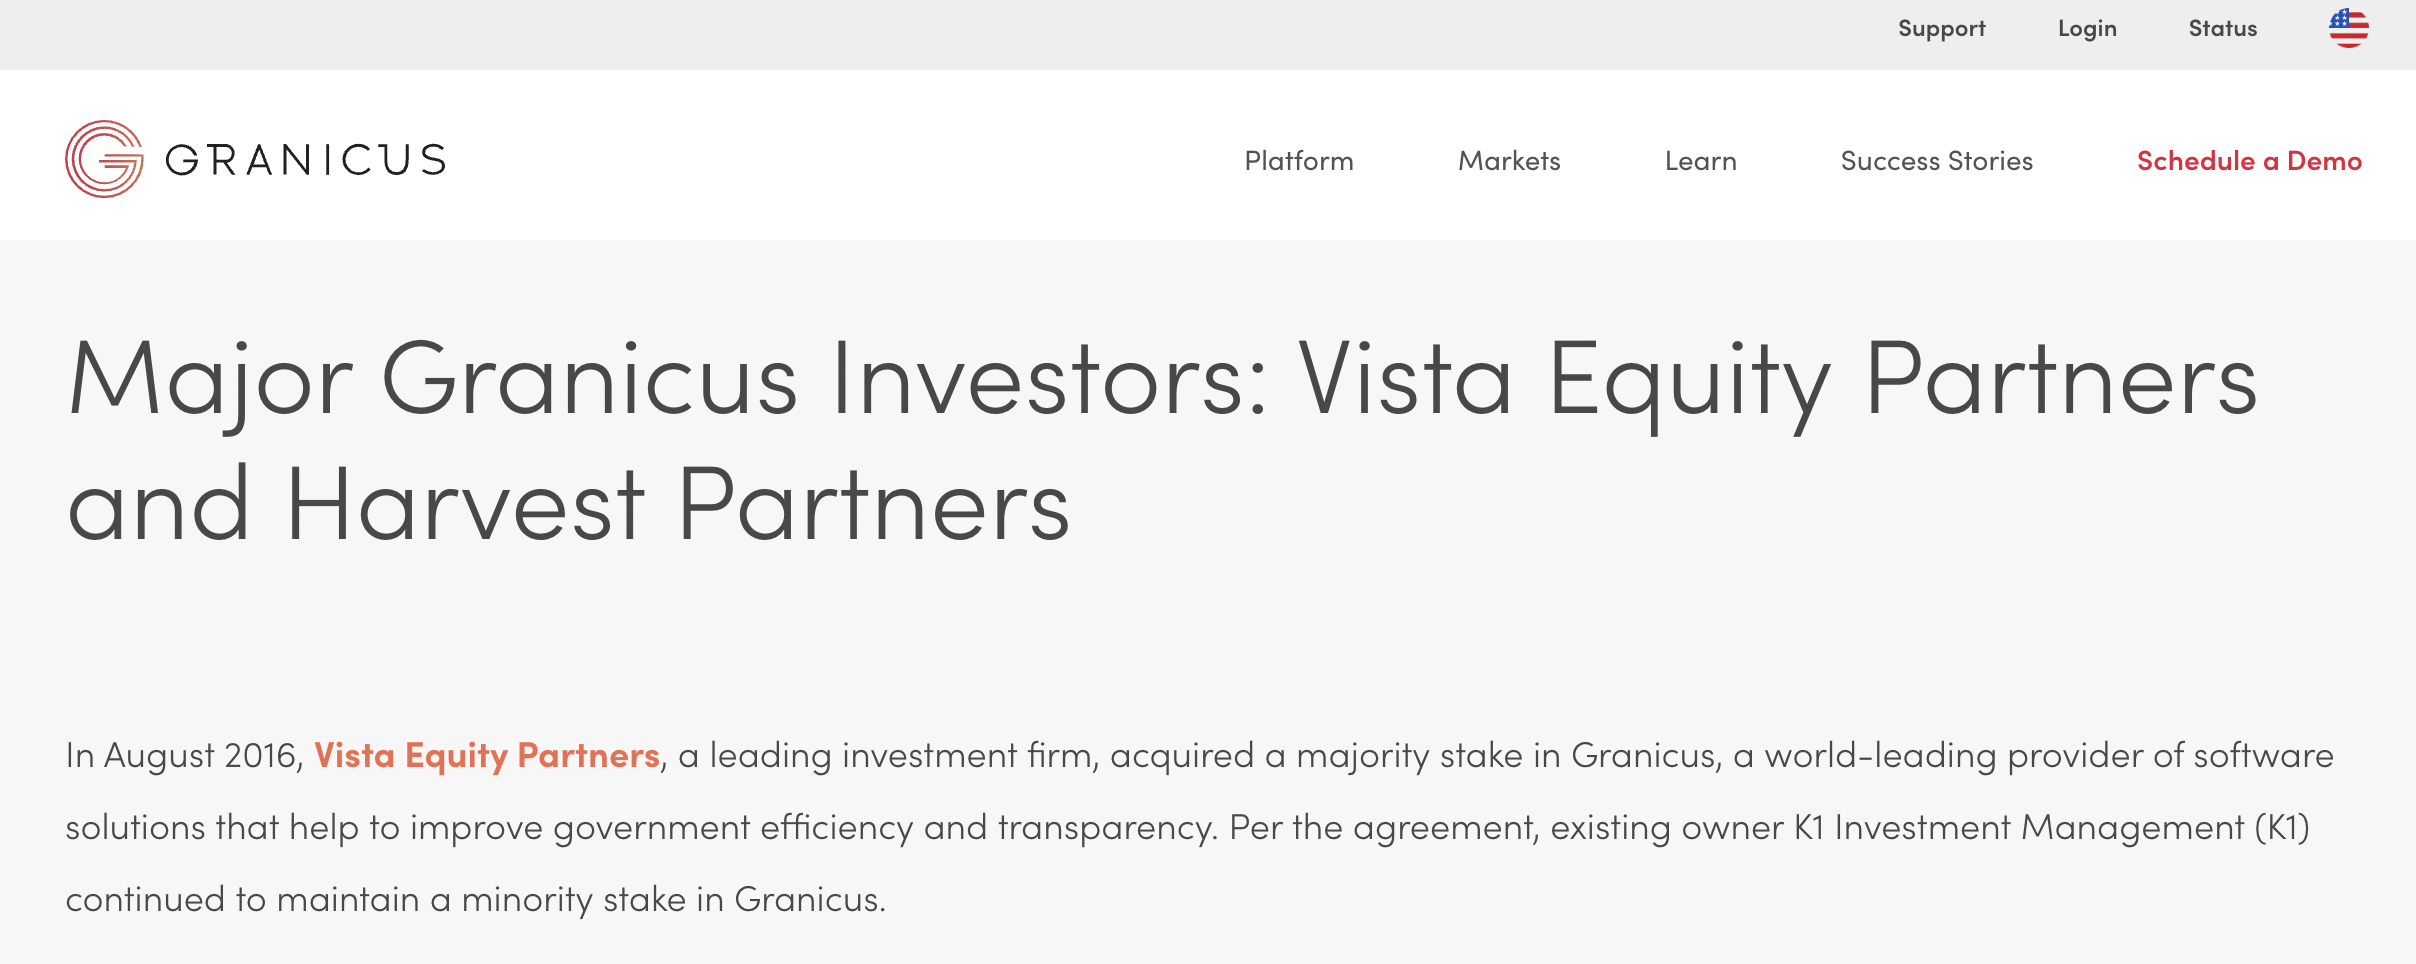 Support Login Status
GRANICUS
Platform Markets Learn Success Stories Schedule a Demo
Major Granicus Investors: Vista Equity Partners
and Harvest Partners
In August 2016, Vista Equity Partners, a leading investment firm, acquired a majority stake in Granicus, a world-leading provider of software
solutions that help to improve government efficiency and transparency. Per the agreement, existing owner K1 Investment Management (K1)
continued to maintain a minority stake in Granicus.